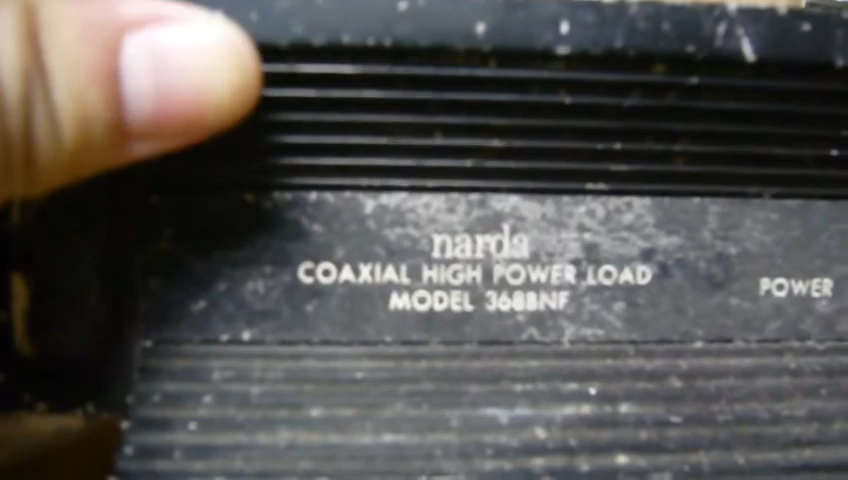 narda
COAXIAL HIGH POWER LOAD
MODEL 368BNF
POWER